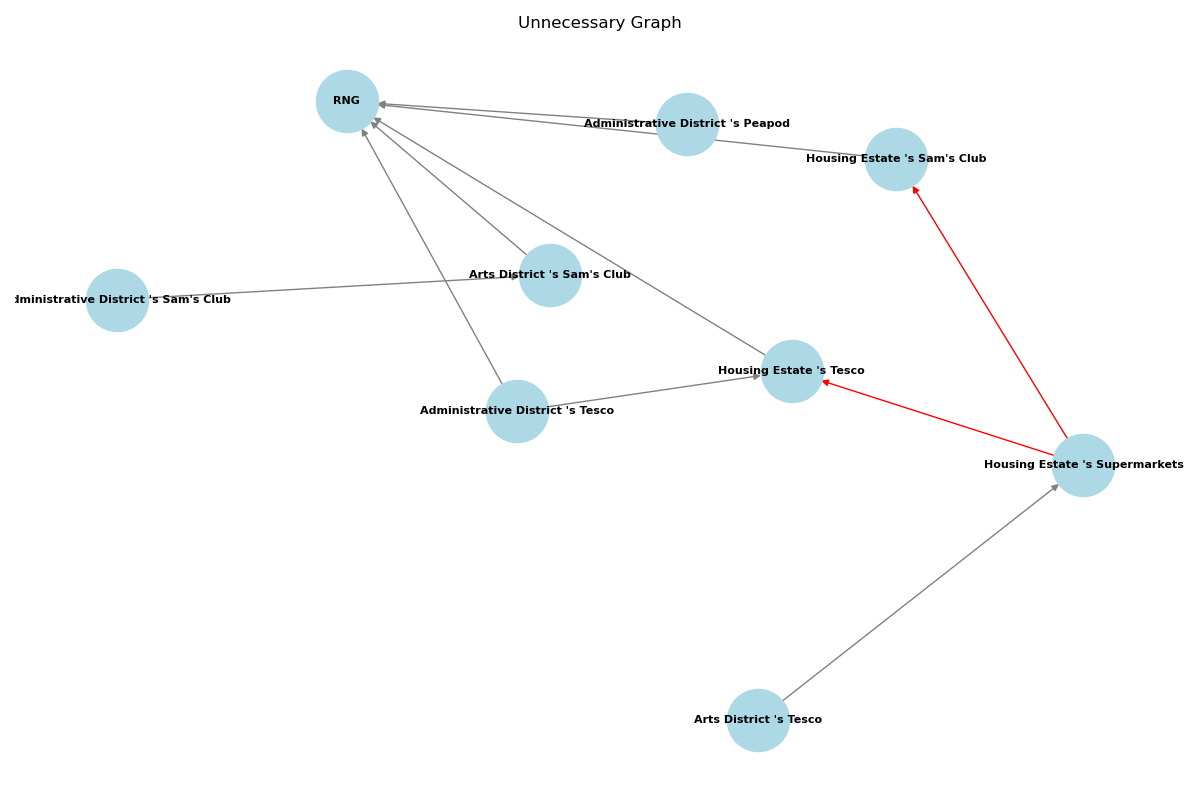 Unnecessary Graph
RNG
Administrative District 's Peapod
Housing Estate 's Sam's Club
Arts District 's Sam's Club
dministrative District 's Sam's Club
Housing Estate 's Tesco
Administrative District 's Tesco
Housing Estate 's Supermarkets
Arts District 's Tesco